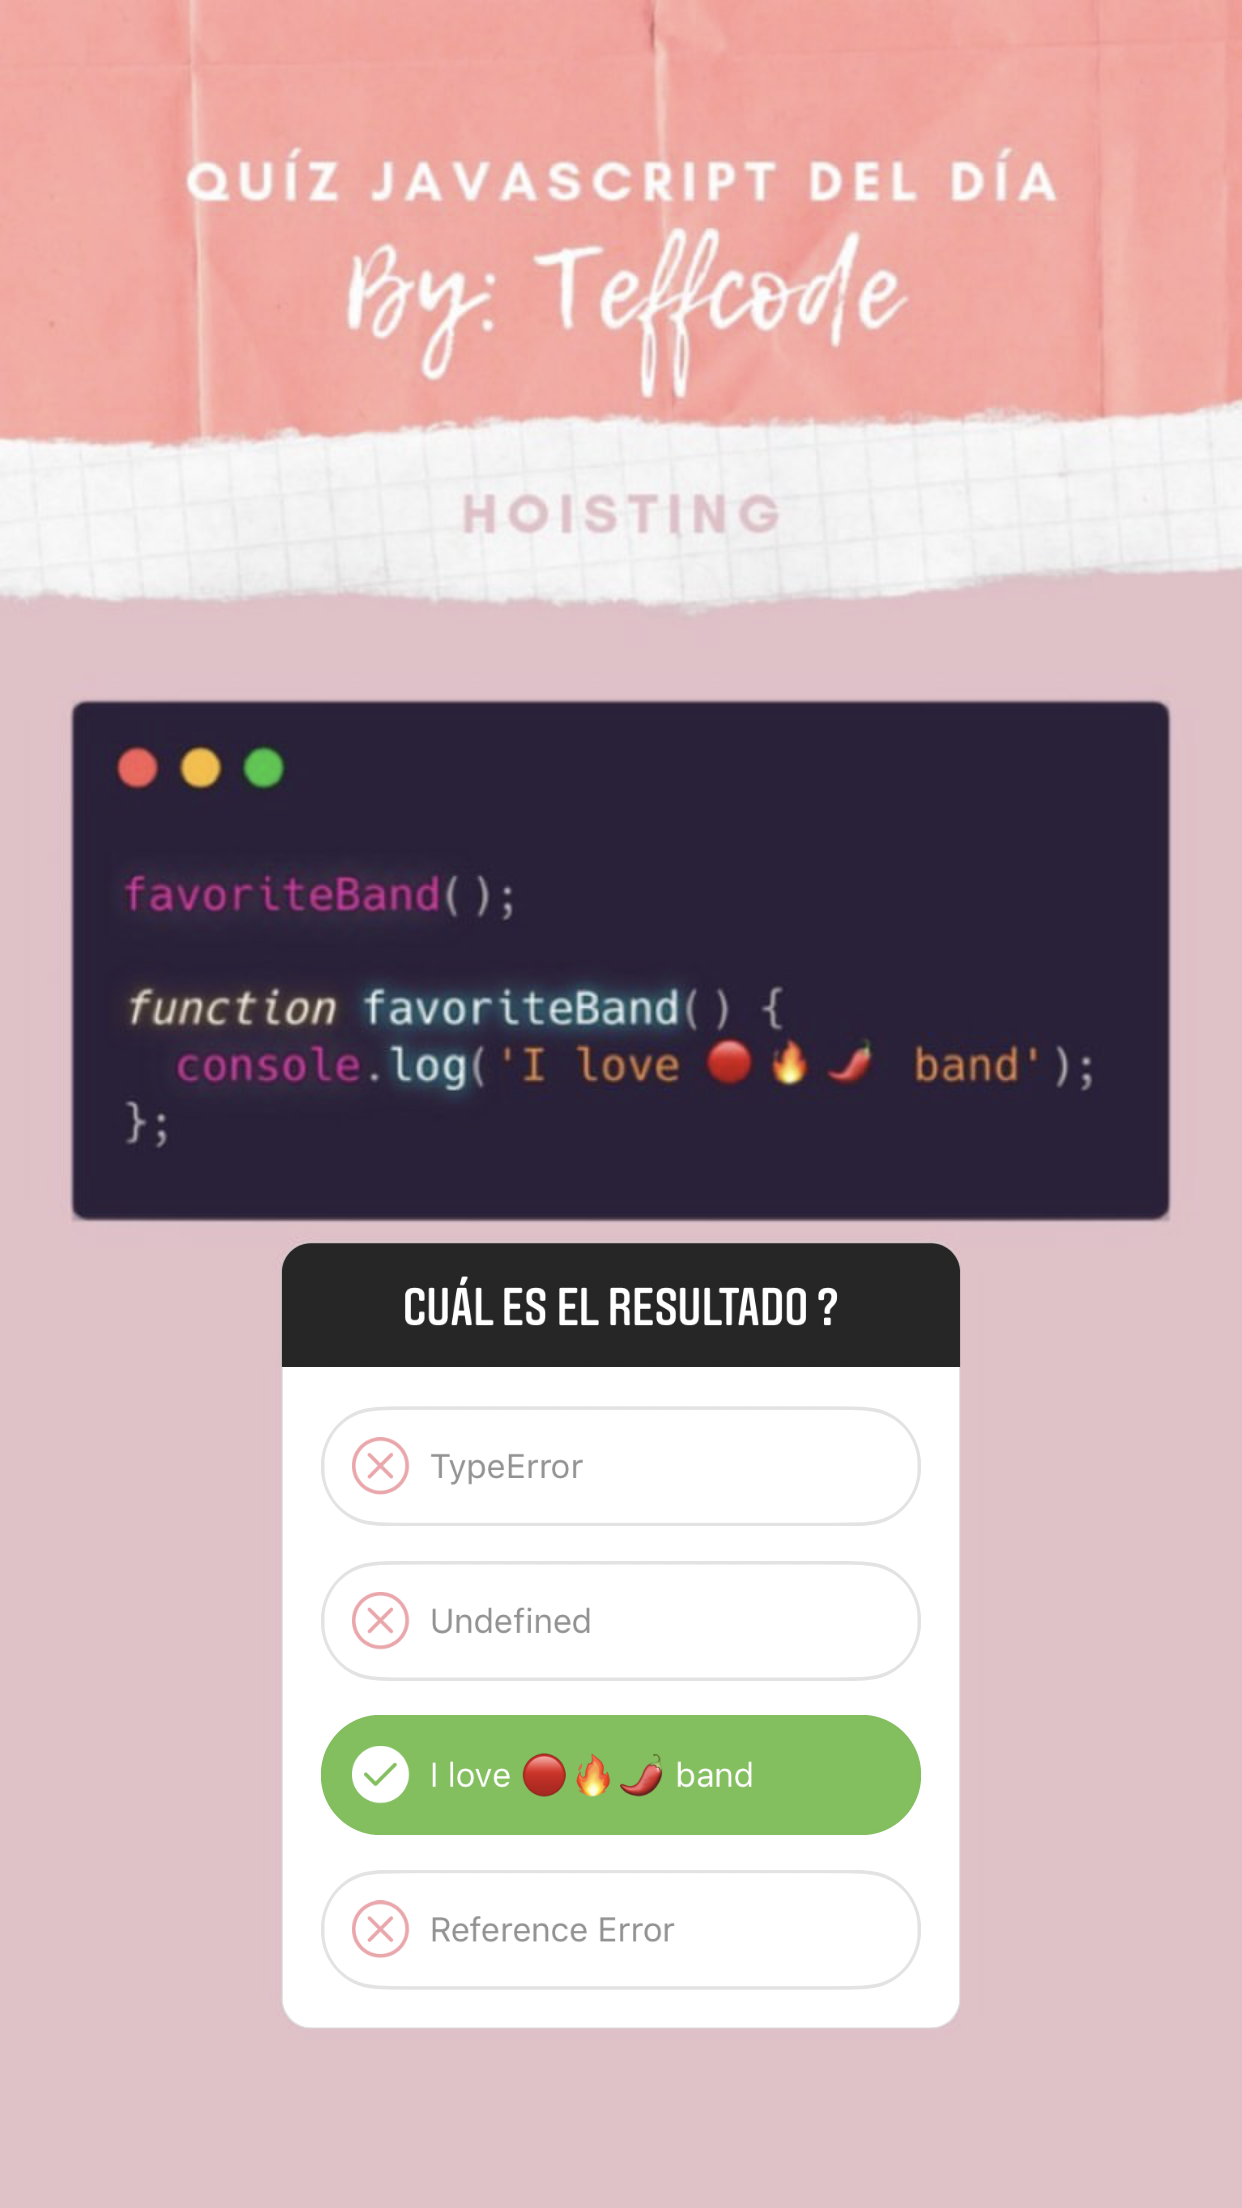 QUÍZ JAVASCRIPT DEL DÍA
By: Teffcode
HOISTING
favoriteBand();
function favoriteBand() {
  console.log('I love 🔴🔥🌶️ band');
};
CUÁL ES EL RESULTADO ?
TypeError
Undefined
I love 🔴🔥🌶️ band
Reference Error